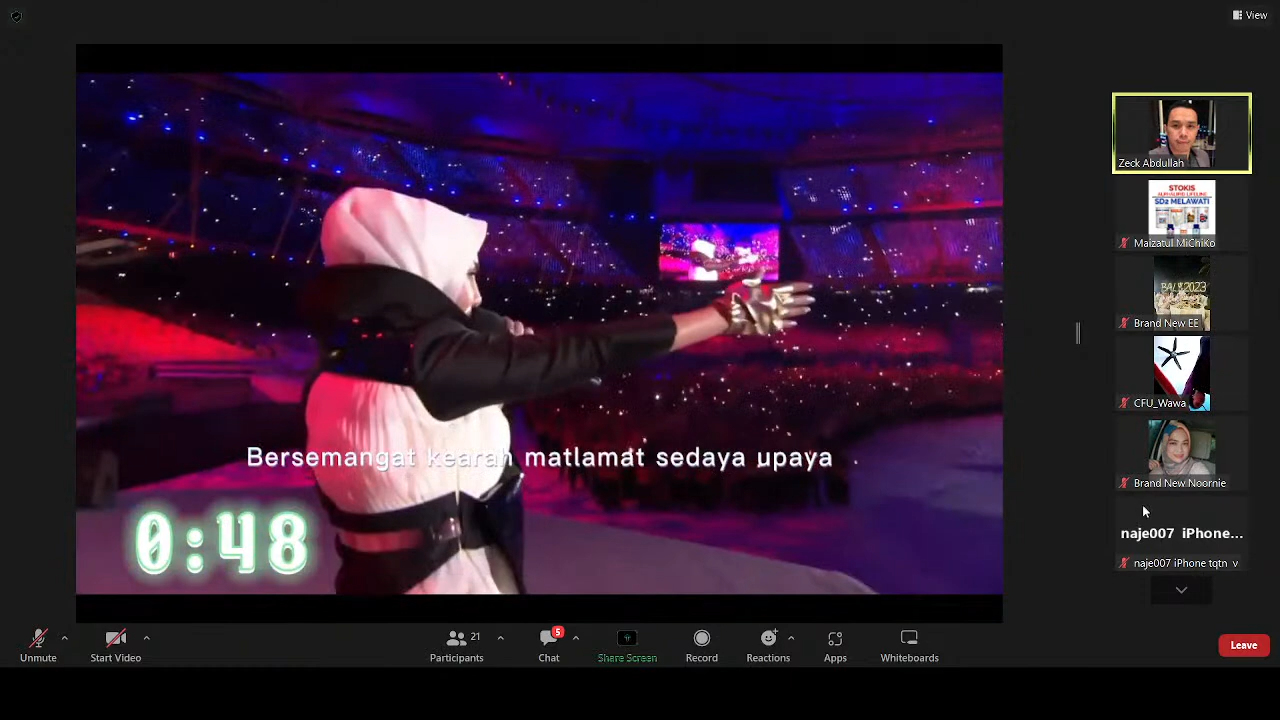 View
Bersemangat kearah matlamat sedaya upaya
0:48
Zeck Abdullah
STOKIS
ALPHALIPID LIFELINE
SD2 MELAWATI
Maizatul MiChiKo
Brand New EE
CFU_Wawa
Brand New Noornie
naje007 iPhone...
naje007 iPhone tqtn v
Unmute
Start Video
21
Participants
5
Chat
Share Screen
Record
Reactions
Apps
Whiteboards
Leave